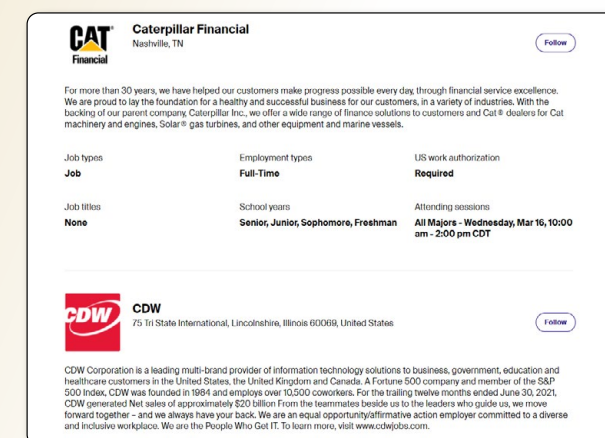 CAT
Financial
Caterpillar Financial
Nashville, TN
Follow
For more than 30 years, we have helped our customers make progress possible every day, through financial service excellence.
We are proud to lay the foundation for a healthy and successful business for our customers, in a variety of industries. With the
backing of our parent company, Caterpillar Inc., we offer a wide range of finance solutions to customers and Cat® dealers for Cat
machinery and engines, Solar® gas turbines, and other equipment and marine vessels.
Job types
Employment types
US work authorization
Job
Full-Time
Required
Job titles
School years
Attending sessions
None
Senior, Junior, Sophomore, Freshman
All Majors - Wednesday, Mar 16, 10:00
am - 2:00 pm CDT
CDW
CDW
75 Tri State International, Lincolnshire, Illinois 60069, United States
Follow
CDW Corporation is a leading multi-brand provider of information technology solutions to business, government, education and
healthcare customers in the United States, the United Kingdom and Canada. A Fortune 500 company and member of the S&P
500 Index, CDW was founded in 1984 and employs over 10,500 coworkers. For the trailing twelve months ended June 30, 2021,
CDW generated Net sales of approximately $20 billion From the teammates beside us to the leaders who guide us, we move
forward together – and we always have your back. We are an equal opportunity/affirmative action employer committed to a diverse
and inclusive workplace. We are the People Who Get IT. To learn more, visit www.cdwjobs.com.